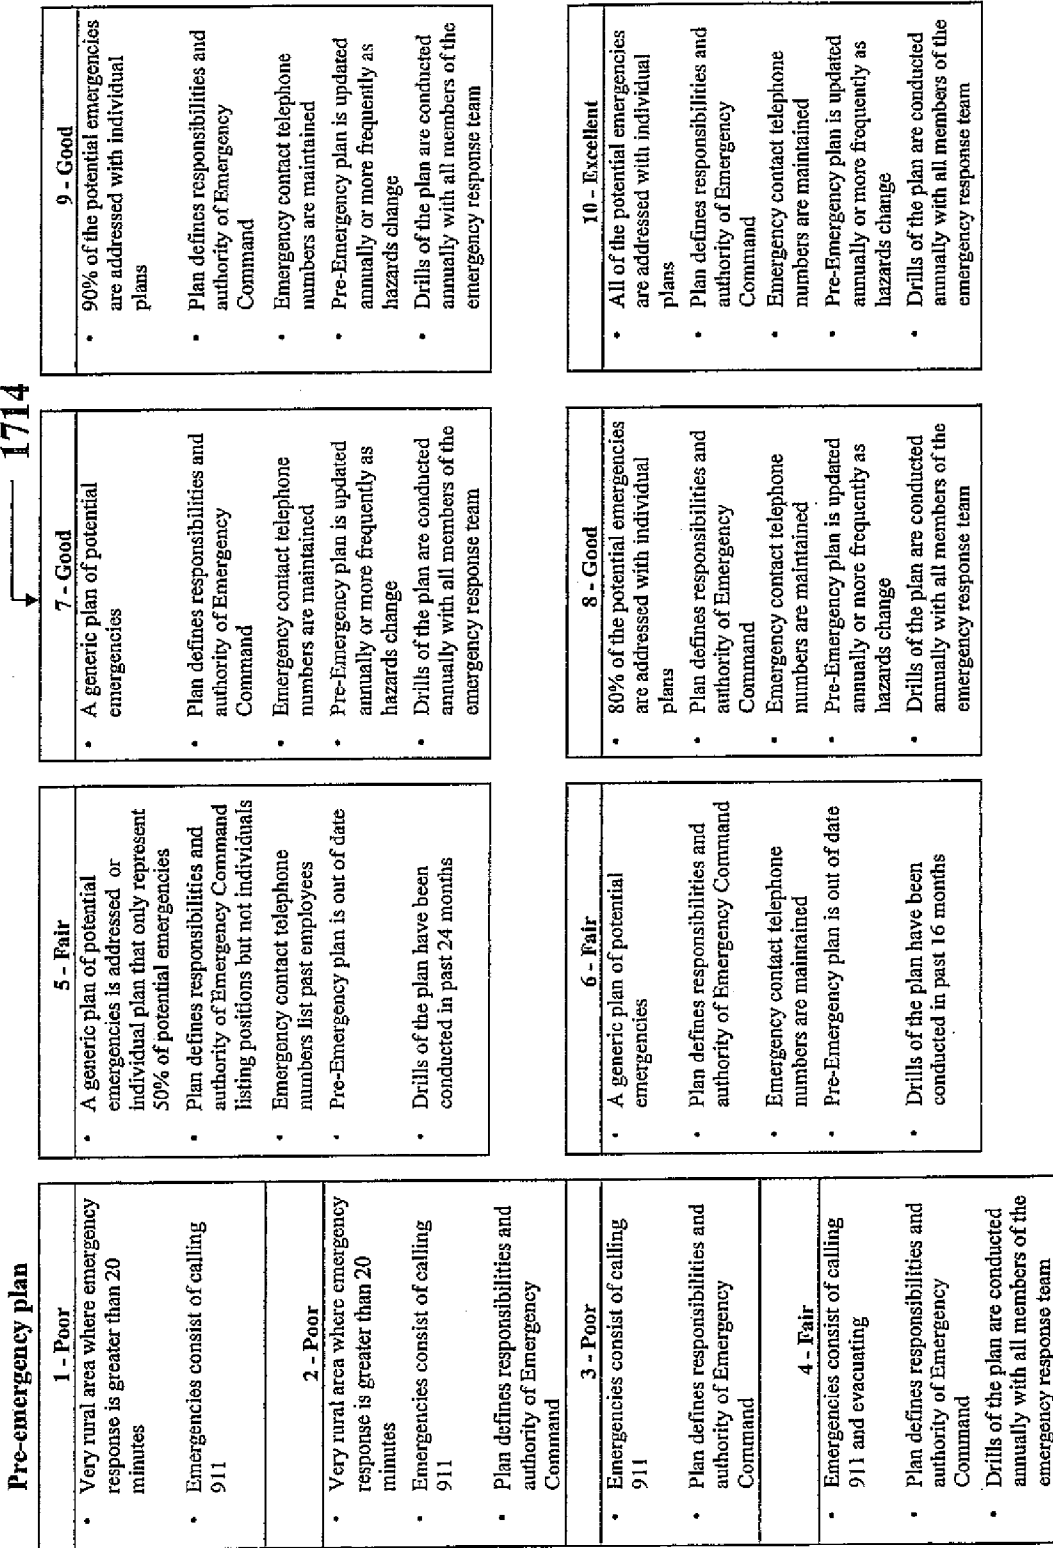 1714
Pre-emergency plan
1 - Poor
• Very rural area where emergency
response is greater than 20
minutes
• Emergencies consist of calling
911
2 - Poor
• Very rural area where emergency
response is greater than 20
minutes
• Emergencies consist of calling
911
• Plan defines responsibilities and
authority of Emergency
Command
3 - Poor
• Emergencies consist of calling
911
• Plan defines responsibilities and
authority of Emergency
Command
4 - Fair
• Emergencies consist of calling
911 and evacuating
• Plan defines responsibilities and
authority of Emergency
Command
• Drills of the plan are conducted
annually with all members of the
emergency response team
5 - Fair
• A generic plan of potential
emergencies is addressed or
individual plan that only represent
50% of potential emergencies
• Plan defines responsibilities and
authority of Emergency Command
listing positions but not individuals
• Emergency contact telephone
numbers list past employees
• Pre-Emergency plan is out of date
• Drills of the plan have been
conducted in past 24 months
6 - Fair
• A generic plan of potential
emergencies
• Plan defines responsibilities and
authority of Emergency Command
• Emergency contact telephone
numbers are maintained
• Pre-Emergency plan is out of date
• Drills of the plan have been
conducted in past 16 months
7 - Good
• A generic plan of potential
emergencies
• Plan defines responsibilities and
authority of Emergency
Command
• Emergency contact telephone
numbers are maintained
• Pre-Emergency plan is updated
annually or more frequently as
hazards change
• Drills of the plan are conducted
annually with all members of the
emergency response team
8 - Good
• 80% of the potential emergencies
are addressed with individual
plans
• Plan defines responsibilities and
authority of Emergency
Command
• Emergency contact telephone
numbers are maintained
• Pre-Emergency plan is updated
annually or more frequently as
hazards change
• Drills of the plan are conducted
annually with all members of the
emergency response team
9 - Good
• 90% of the potential emergencies
are addressed with individual
plans
• Plan defines responsibilities and
authority of Emergency
Command
• Emergency contact telephone
numbers are maintained
• Pre-Emergency plan is updated
annually or more frequently as
hazards change
• Drills of the plan are conducted
annually with all members of the
emergency response team
10 - Excellent
• All of the potential emergencies
are addressed with individual
plans
• Plan defines responsibilities and
authority of Emergency
Command
• Emergency contact telephone
numbers are maintained
• Pre-Emergency plan is updated
annually or more frequently as
hazards change
• Drills of the plan are conducted
annually with all members of the
emergency response team